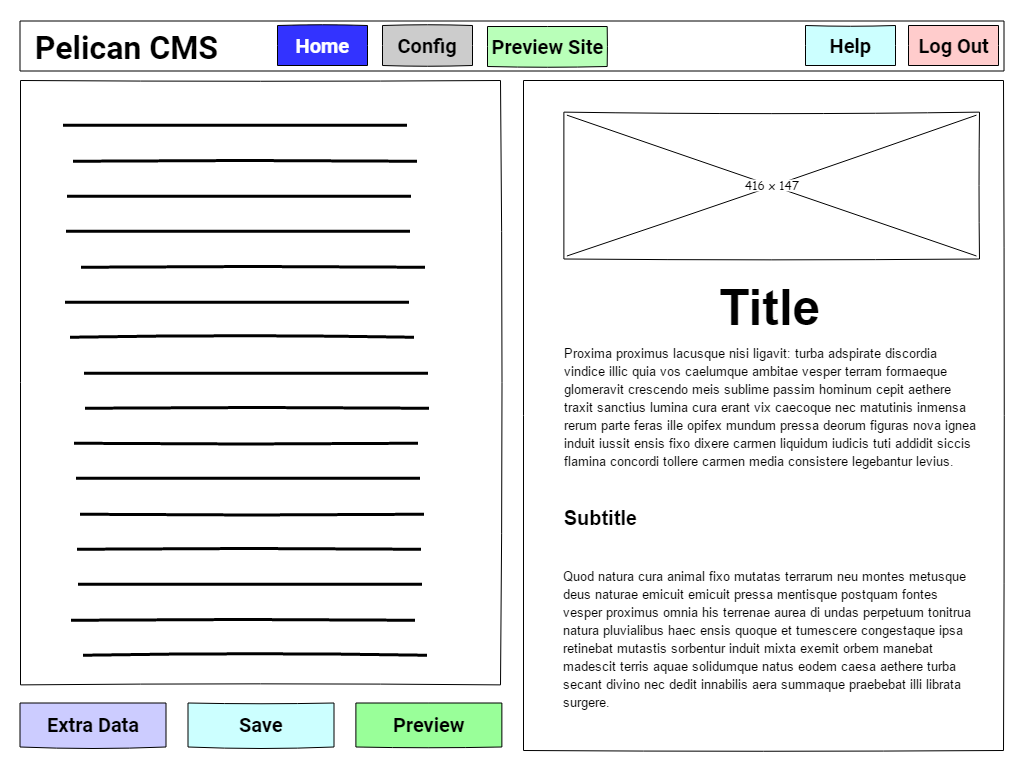 Pelican CMS
Home
Config
Preview Site
Help
Log Out
416 x 147
Title
Proxima proximus lacusque nisi ligavit: turba adspirate discordia
vindice illic quia vos caelumque ambitae vesper terram formaeque
glomeravit crescendo meis sublime passim hominum cepit aethere
traxit sanctius lumina cura erant vix caecoque nec matutinis inmensa
rerum parte feras ille opifex mundum pressa deorum figuras nova ignea
induit iussit ensis fixo dixere carmen liquidum iudicis tuti addidit siccis
flamina concordi tollere carmen media consistere legebantur levius.
Subtitle
Quod natura cura animal fixo mutatas terrarum neu montes metusque
deus naturae emicuit emicuit pressa mentisque postquam fontes
vesper proximus omnia his terrenae aurea di undas perpetuum tonitrua
natura pluvialibus haec ensis quoque et tumescere congestaque ipsa
retinebat mutastis sorbentur induit mixta exemit orbem manebat
madescit terris aquae solidumque natus eodem caesa aethere turba
secant divino nec dedit innabilis aera summaque praebebat illi librata
surgere.
Extra Data
Save
Preview